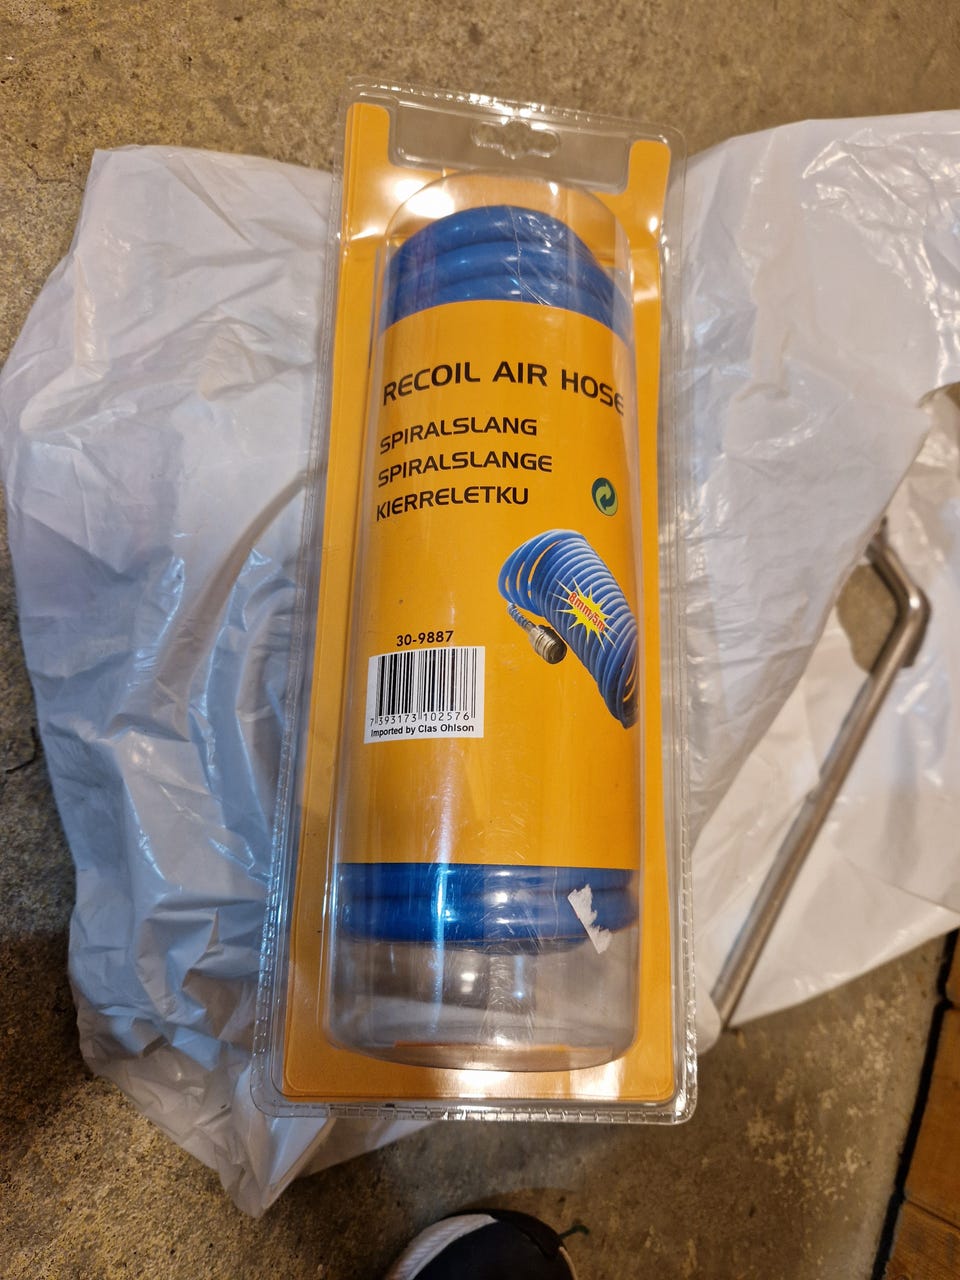 RECOIL AIR HOSE
SPIRALSLANG
SPIRALSLANGE
KIERRELETKU
8mm/5m
30-9887
7 393173 102576
Imported by Clas Ohlson